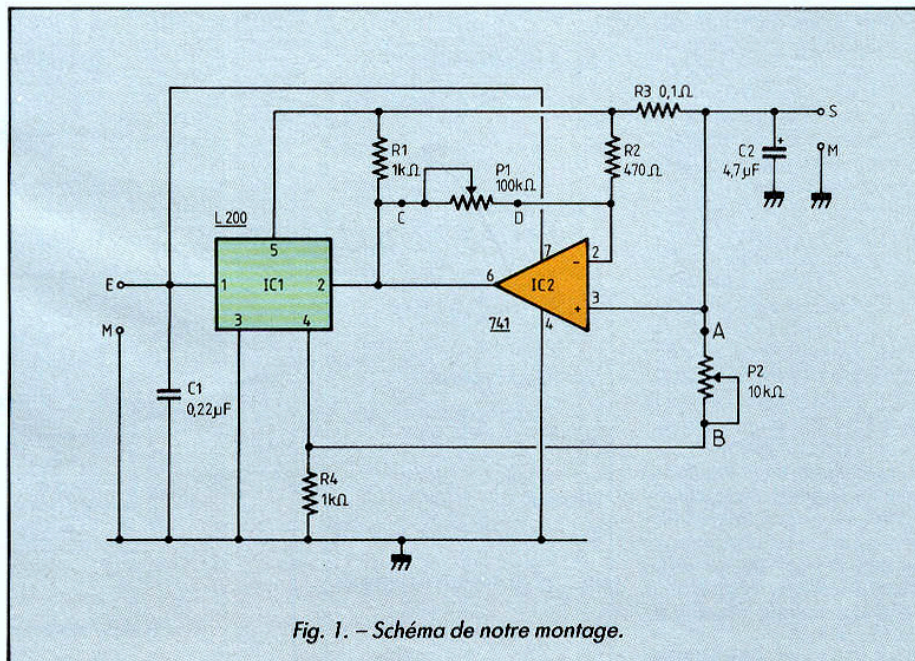 R3 0,1Ω
S
R1
1kΩ
P1
100kΩ
R2
470Ω
C2
4,7µF
+
M
C
D
L 200
5
7
2
-
E
1
IC1
2
6
IC2
3
+
3
4
741
4
A
M
P2
10kΩ
C1
0,22µF
B
R4
1kΩ
Fig. 1. – Schéma de notre montage.